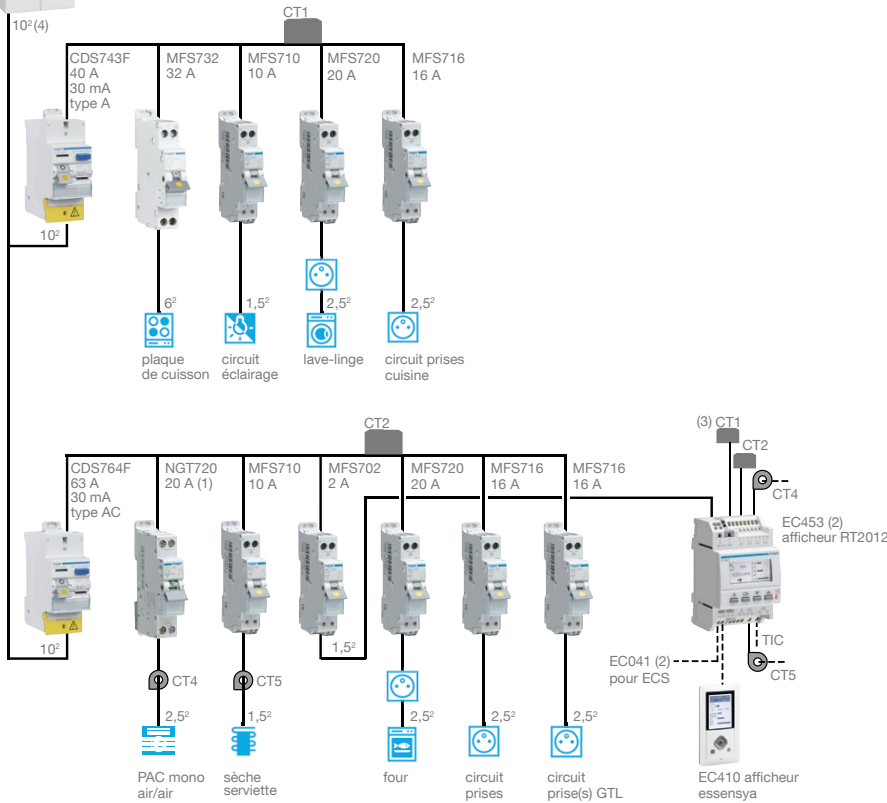 10² (4)
CT1
CDS743F
40 A
30 mA
type A
MFS732
32 A
MFS710
10 A
MFS720
20 A
MFS716
16 A
10²
6²
1,5²
2,5²
2,5²
plaque
de cuisson
circuit
éclairage
lave-linge
circuit prises
cuisine
CT2
(3) CT1
CT2
CT4
CDS764F
63 A
30 mA
type AC
NGT720
20 A (1)
MFS710
10 A
MFS702
2 A
MFS720
20 A
MFS716
16 A
MFS716
16 A
EC453 (2)
afficheur RT2012
10²
1,5²
TIC
EC041 (2)
pour ECS
CT5
CT4
CT5
2,5²
1,5²
2,5²
2,5²
2,5²
PAC mono
air/air
sèche
serviette
four
circuit
prises
circuit
prise(s) GTL
EC410 afficheur
essensya